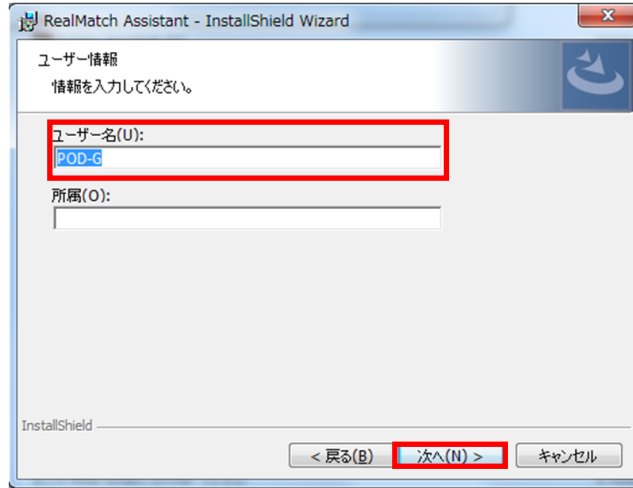 RealMatch Assistant - InstallShield Wizard
ユーザー情報
情報を入力してください。
ユーザー名(U):
POD-G
所属(O):
InstallShield
< 戻る(B)
次へ(N) >
キャンセル